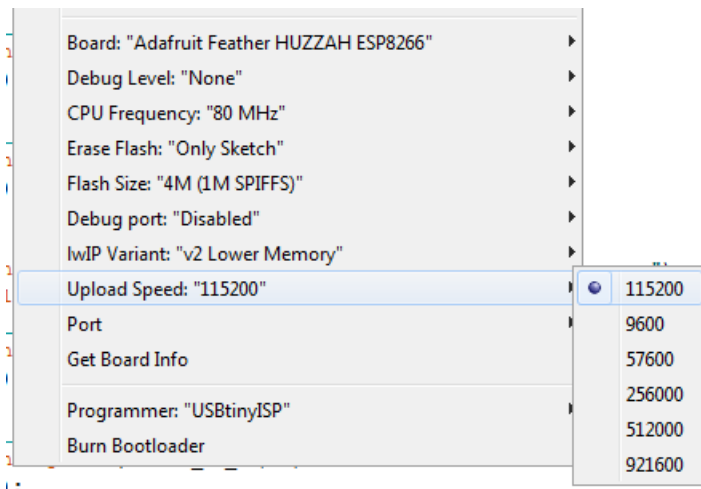 Board: "Adafruit Feather HUZZAH ESP8266"
Debug Level: "None"
CPU Frequency: "80 MHz"
Erase Flash: "Only Sketch"
Flash Size: "4M (1M SPIFFS)"
Debug port: "Disabled"
lwIP Variant: "v2 Lower Memory"
Upload Speed: "115200"
Port
Get Board Info
Programmer: "USBtinyISP"
Burn Bootloader
115200
9600
57600
256000
512000
921600